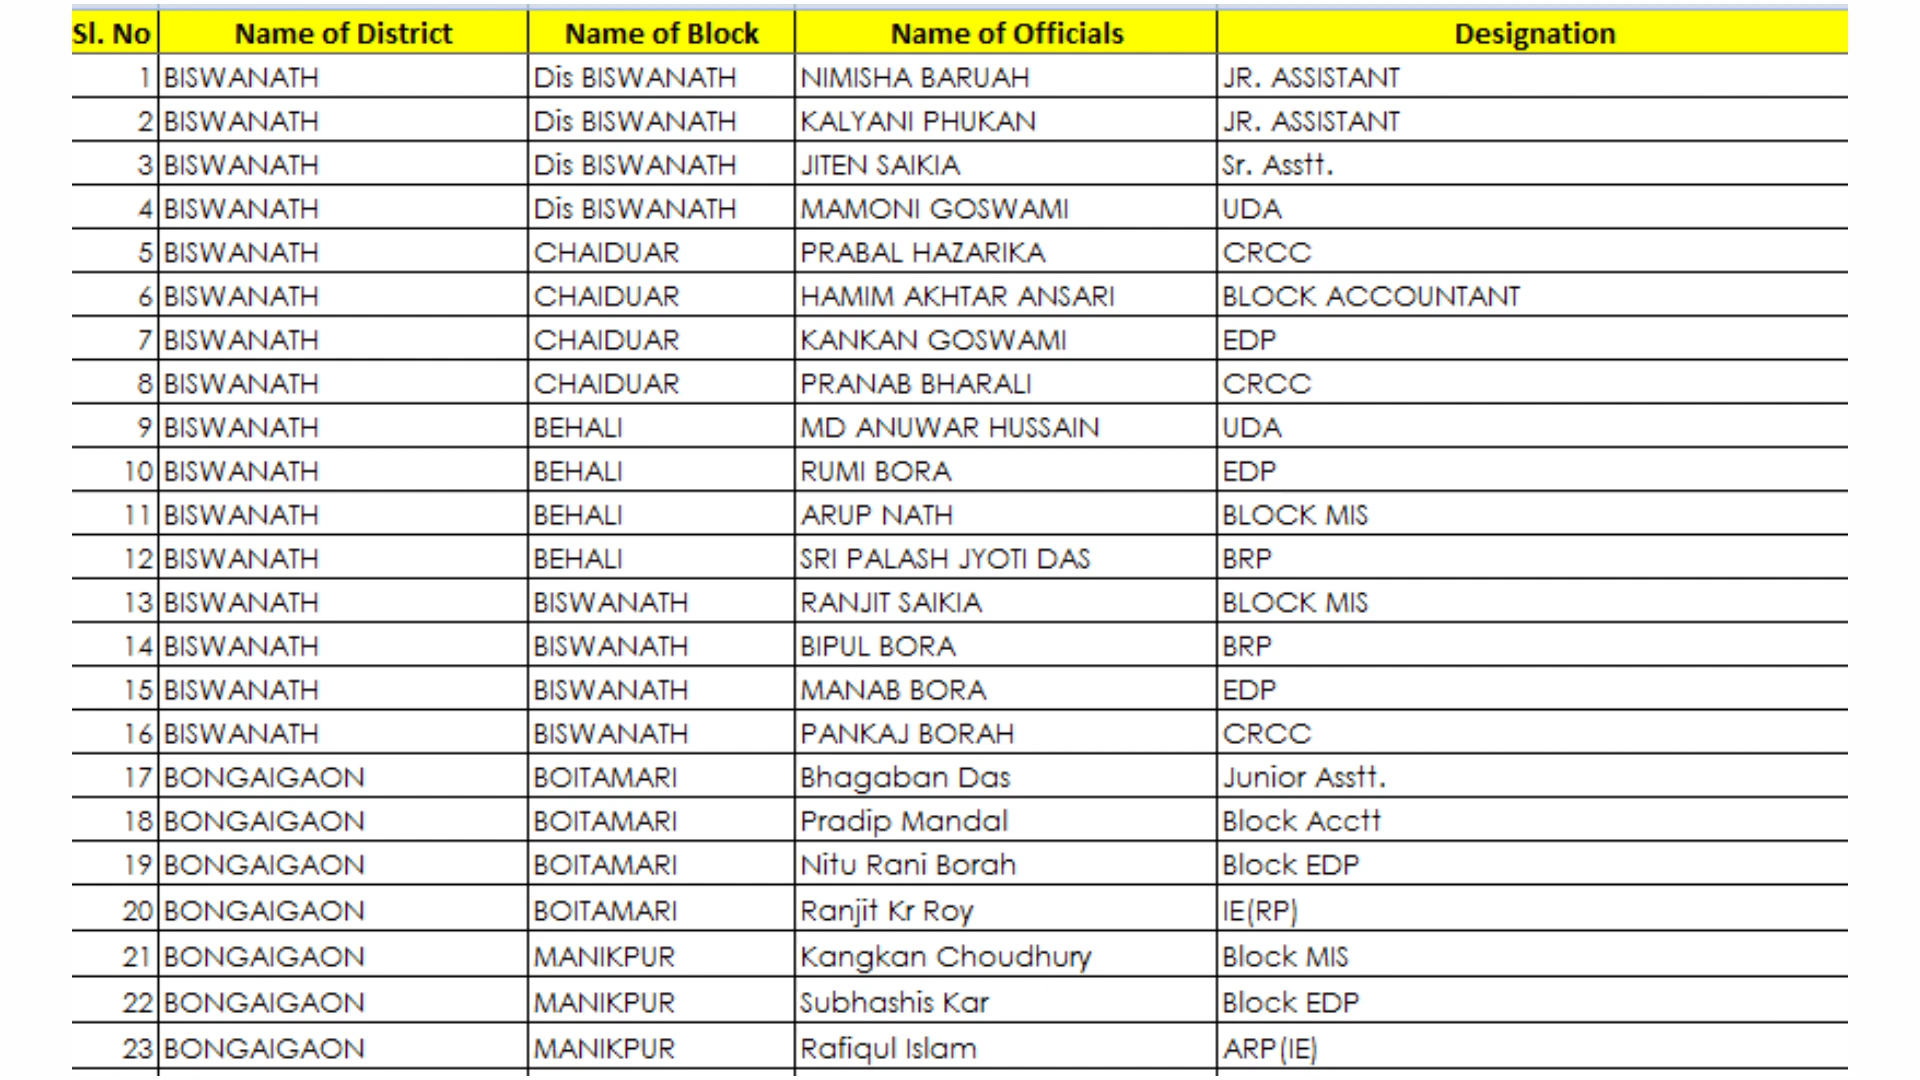 Sl. No Name of District Name of Block Name of Officials Designation
1 BISWANATH Dis BISWANATH NIMISHA BARUAH JR. ASSISTANT
2 BISWANATH Dis BISWANATH KALYANI PHUKAN JR. ASSISTANT
3 BISWANATH Dis BISWANATH JITEN SAIKIA Sr. Asstt.
4 BISWANATH Dis BISWANATH MAMONI GOSWAMI UDA
5 BISWANATH CHAIDUAR PRABAL HAZARIKA CRCC
6 BISWANATH CHAIDUAR HAMIM AKHTAR ANSARI BLOCK ACCOUNTANT
7 BISWANATH CHAIDUAR KANKAN GOSWAMI EDP
8 BISWANATH CHAIDUAR PRANAB BHARALI CRCC
9 BISWANATH BEHALI MD ANUWAR HUSSAIN UDA
10 BISWANATH BEHALI RUMI BORA EDP
11 BISWANATH BEHALI ARUP NATH BLOCK MIS
12 BISWANATH BEHALI SRI PALASH JYOTI DAS BRP
13 BISWANATH BISWANATH RANJIT SAIKIA BLOCK MIS
14 BISWANATH BISWANATH BIPUL BORA BRP
15 BISWANATH BISWANATH MANAB BORA EDP
16 BISWANATH BISWANATH PANKAJ BORAH CRCC
17 BONGAIGAON BOITAMARI Bhagaban Das Junior Asstt.
18 BONGAIGAON BOITAMARI Pradip Mandal Block Acctt
19 BONGAIGAON BOITAMARI Nitu Rani Borah Block EDP
20 BONGAIGAON BOITAMARI Ranjit Kr Roy IE(RP)
21 BONGAIGAON MANIKPUR Kangkan Choudhury Block MIS
22 BONGAIGAON MANIKPUR Subhashis Kar Block EDP
23 BONGAIGAON MANIKPUR Rafiqul Islam ARP(IE)